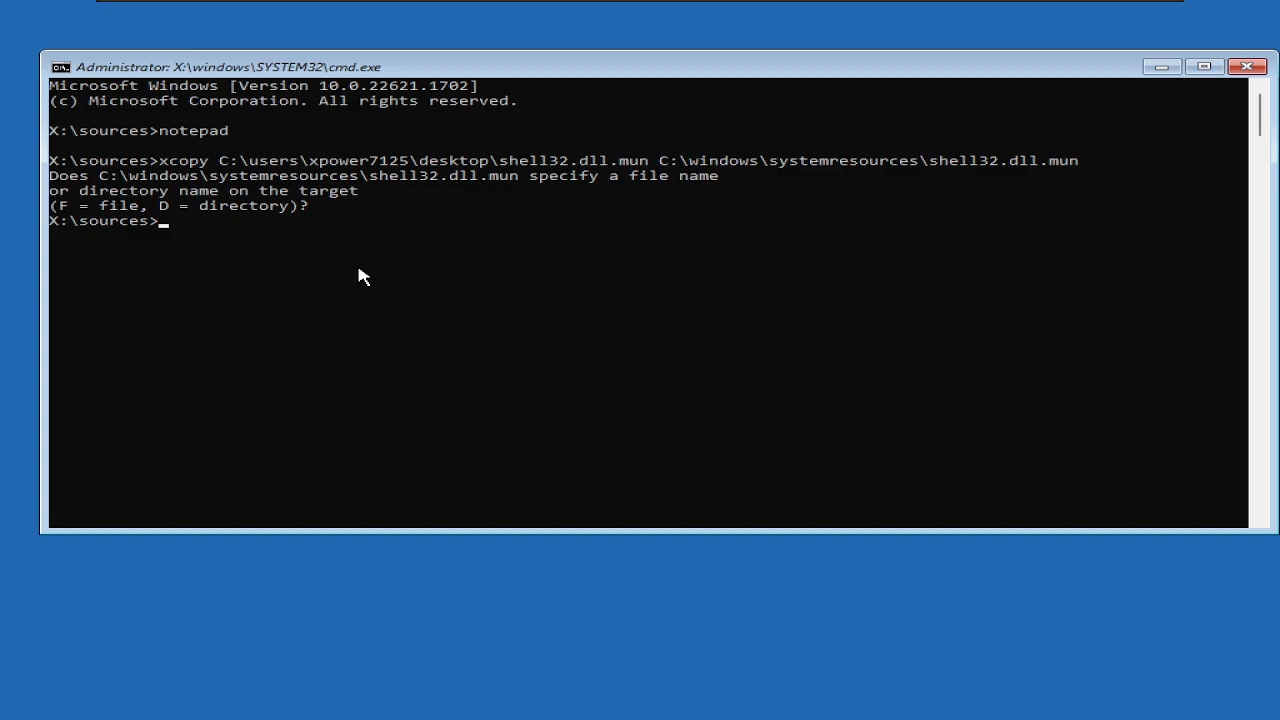 Administrator: X:\windows\SYSTEM32\cmd.exe
Microsoft Windows [Version 10.0.22621.1702]
(c) Microsoft Corporation. All rights reserved.
X:\sources>notepad
X:\sources>xcopy C:\users\xpower7125\desktop\shell32.dll.mun C:\windows\systemresources\shell32.dll.mun
Does C:\windows\systemresources\shell32.dll.mun specify a file name
or directory name on the target
(F = file, D = directory)?
X:\sources>